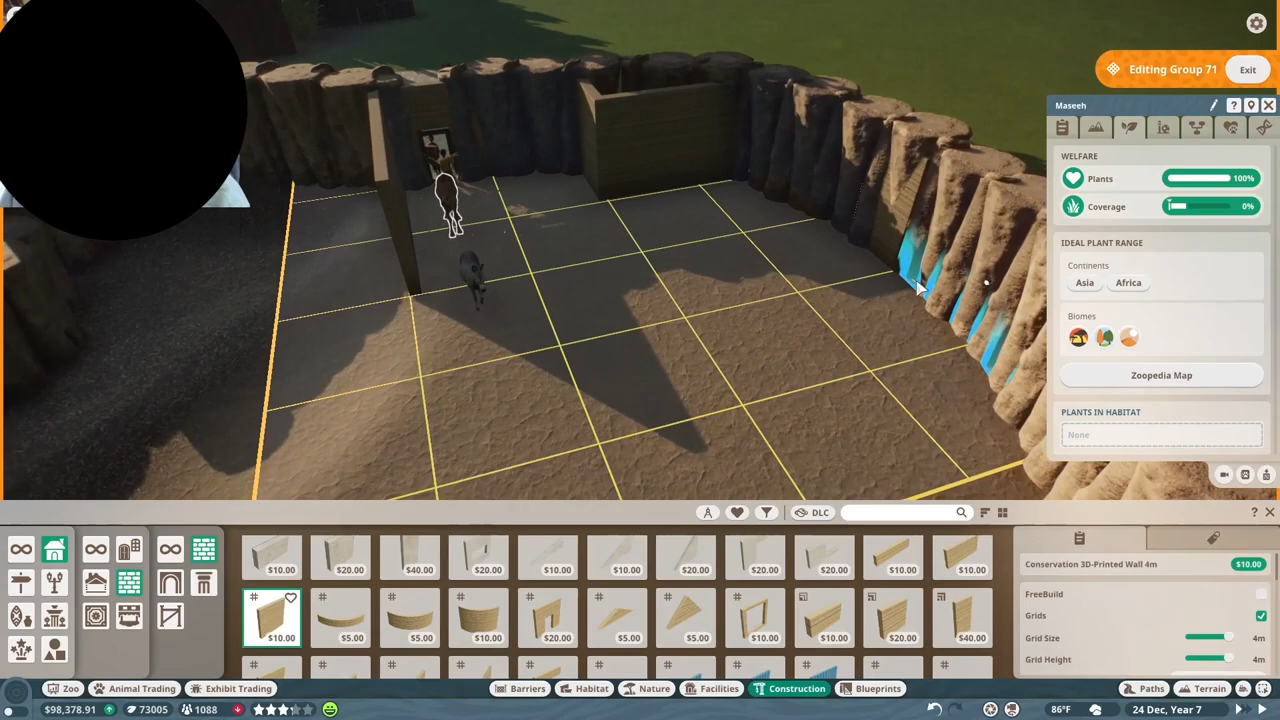 Editing Group 71
Exit
Maseeh
?
WELFARE
Plants
100%
Coverage
0%
IDEAL PLANT RANGE
Continents
Asia
Africa
Biomes
Zoopedia Map
PLANTS IN HABITAT
None
DLC
?
$10.00
$20.00
$40.00
$20.00
$10.00
$10.00
$20.00
$20.00
$20.00
$10.00
$10.00
Conservation 3D-Printed Wall 4m
$10.00
FreeBuild
Grids
Grid Size
4m
Grid Height
4m
$10.00
$5.00
$5.00
$10.00
$20.00
$5.00
$5.00
$10.00
$10.00
$20.00
$40.00
Zoo
Animal Trading
Exhibit Trading
Barriers
Habitat
Nature
Facilities
Construction
Blueprints
Paths
Terrain
$98,378.91
73005
1088
86°F
24 Dec, Year 7